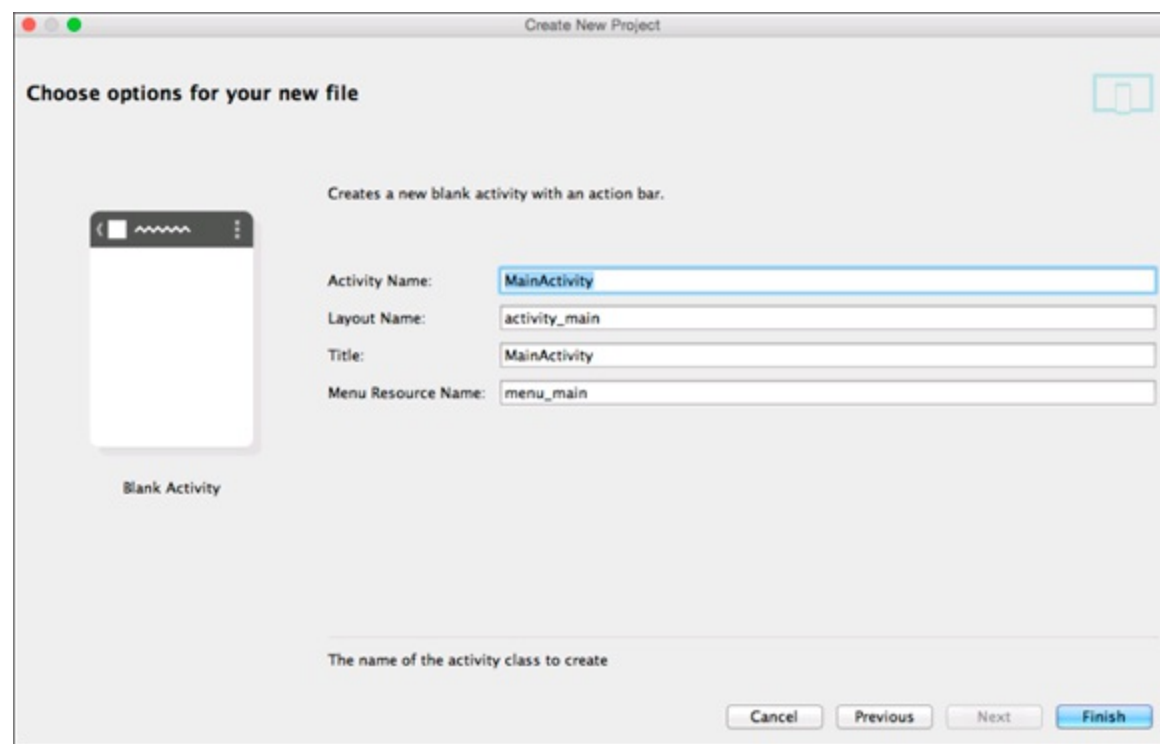 Create New Project
Choose options for your new file
Creates a new blank activity with an action bar.
Activity Name: MainActivity
Layout Name: activity_main
Title: MainActivity
Menu Resource Name: menu_main
Blank Activity
The name of the activity class to create
Cancel Previous Next Finish